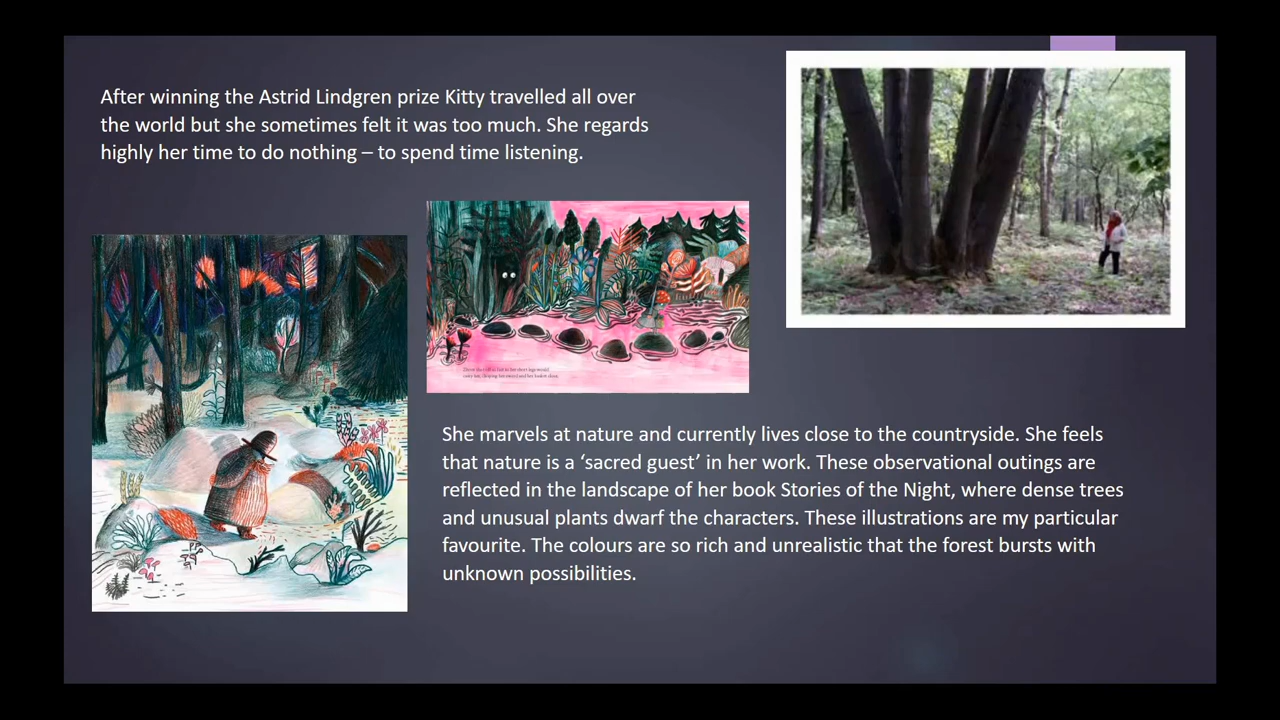 After winning the Astrid Lindgren prize Kitty travelled all over
the world but she sometimes felt it was too much. She regards
highly her time to do nothing – to spend time listening.
She marvels at nature and currently lives close to the countryside. She feels
that nature is a ‘sacred guest’ in her work. These observational outings are
reflected in the landscape of her book Stories of the Night, where dense trees
and unusual plants dwarf the characters. These illustrations are my particular
favourite. The colours are so rich and unrealistic that the forest bursts with
unknown possibilities.